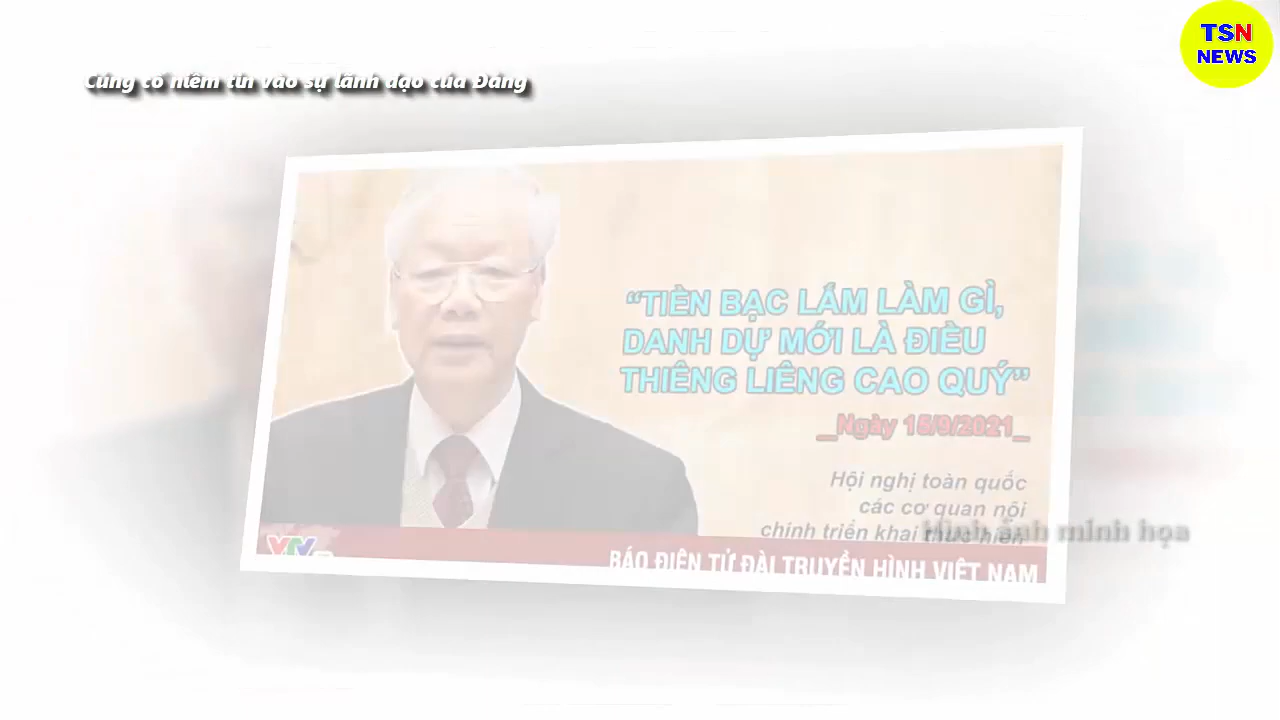 TSN
NEWS
Củng cố niềm tin vào sự lãnh đạo của Đảng
“TIỀN BẠC LẮM LÀM GÌ,
DANH DỰ MỚI LÀ ĐIỀU
THIÊNG LIÊNG CAO QUÝ”
_Ngày 15/9/2021_
Hội nghị toàn quốc
các cơ quan nội
chính triển khai thực hiện
Hình ảnh minh họa
VTV
BÁO ĐIỆN TỬ ĐÀI TRUYỀN HÌNH VIỆT NAM